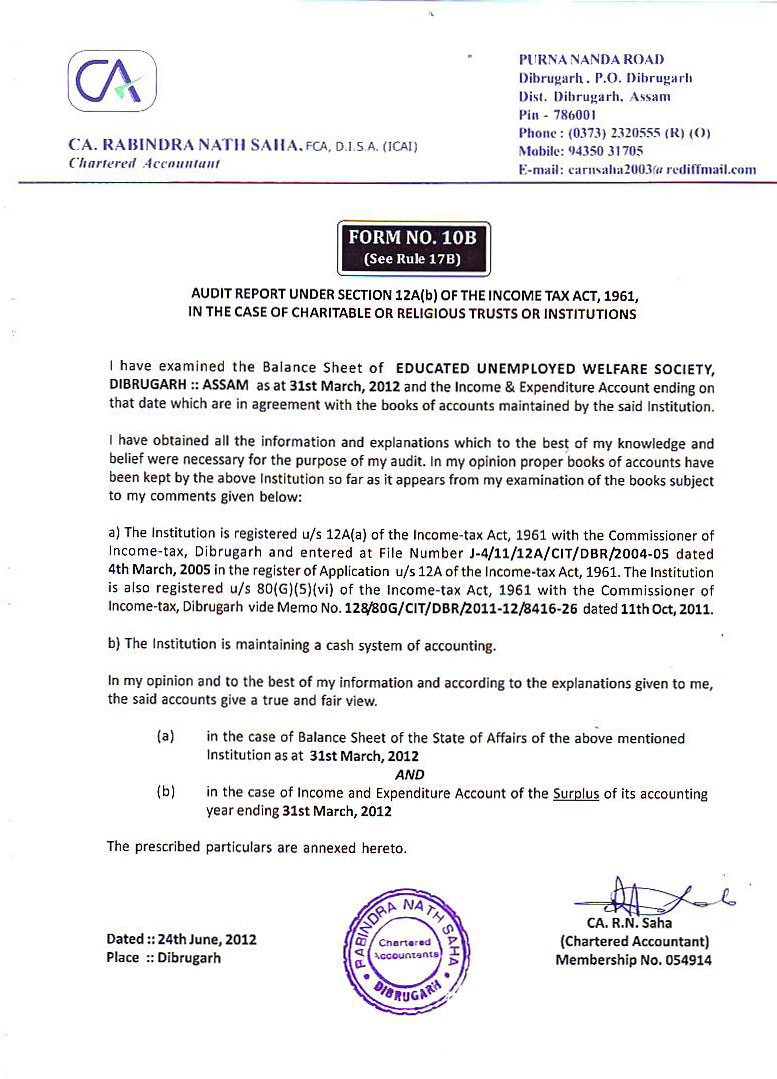 CA
CA. RABINDRA NATH SAHA, FCA, D.I.S.A. (ICAI)
Chartered Accountant
PURNA NANDA ROAD
Dibrugarh, P.O. Dibrugarh
Dist. Dibrugarh, Assam
Pin - 786001
Phone : (0373) 2320555 (R) (O)
Mobile: 94350 31705
E-mail: carnsaha2003@rediffmail.com
FORM NO. 10B
(See Rule 17B)
AUDIT REPORT UNDER SECTION 12A(b) OF THE INCOME TAX ACT, 1961,
IN THE CASE OF CHARITABLE OR RELIGIOUS TRUSTS OR INSTITUTIONS
I have examined the Balance Sheet of EDUCATED UNEMPLOYED WELFARE SOCIETY,
DIBRUGARH :: ASSAM as at 31st March, 2012 and the Income & Expenditure Account ending on
that date which are in agreement with the books of accounts maintained by the said Institution.
I have obtained all the information and explanations which to the best of my knowledge and
belief were necessary for the purpose of my audit. In my opinion proper books of accounts have
been kept by the above Institution so far as it appears from my examination of the books subject
to my comments given below:
a) The Institution is registered u/s 12A(a) of the Income-tax Act, 1961 with the Commissioner of
Income-tax, Dibrugarh and entered at File Number J-4/11/12A/CIT/DBR/2004-05 dated
4th March, 2005 in the register of Application u/s 12A of the Income-tax Act, 1961. The Institution
is also registered u/s 80(G)(5)(vi) of the Income-tax Act, 1961 with the Commissioner of
Income-tax, Dibrugarh vide Memo No. 128/80G/CIT/DBR/2011-12/8416-26 dated 11th Oct, 2011.
b) The Institution is maintaining a cash system of accounting.
In my opinion and to the best of my information and according to the explanations given to me,
the said accounts give a true and fair view.
(a) in the case of Balance Sheet of the State of Affairs of the above mentioned
Institution as at 31st March, 2012
AND
(b) in the case of Income and Expenditure Account of the Surplus of its accounting
year ending 31st March, 2012
The prescribed particulars are annexed hereto.
Dated :: 24th June, 2012
Place :: Dibrugarh
RABINDRA NATH SAHA
Chartered
Accountants
DIBRUGARH
CA. R.N. Saha
(Chartered Accountant)
Membership No. 054914